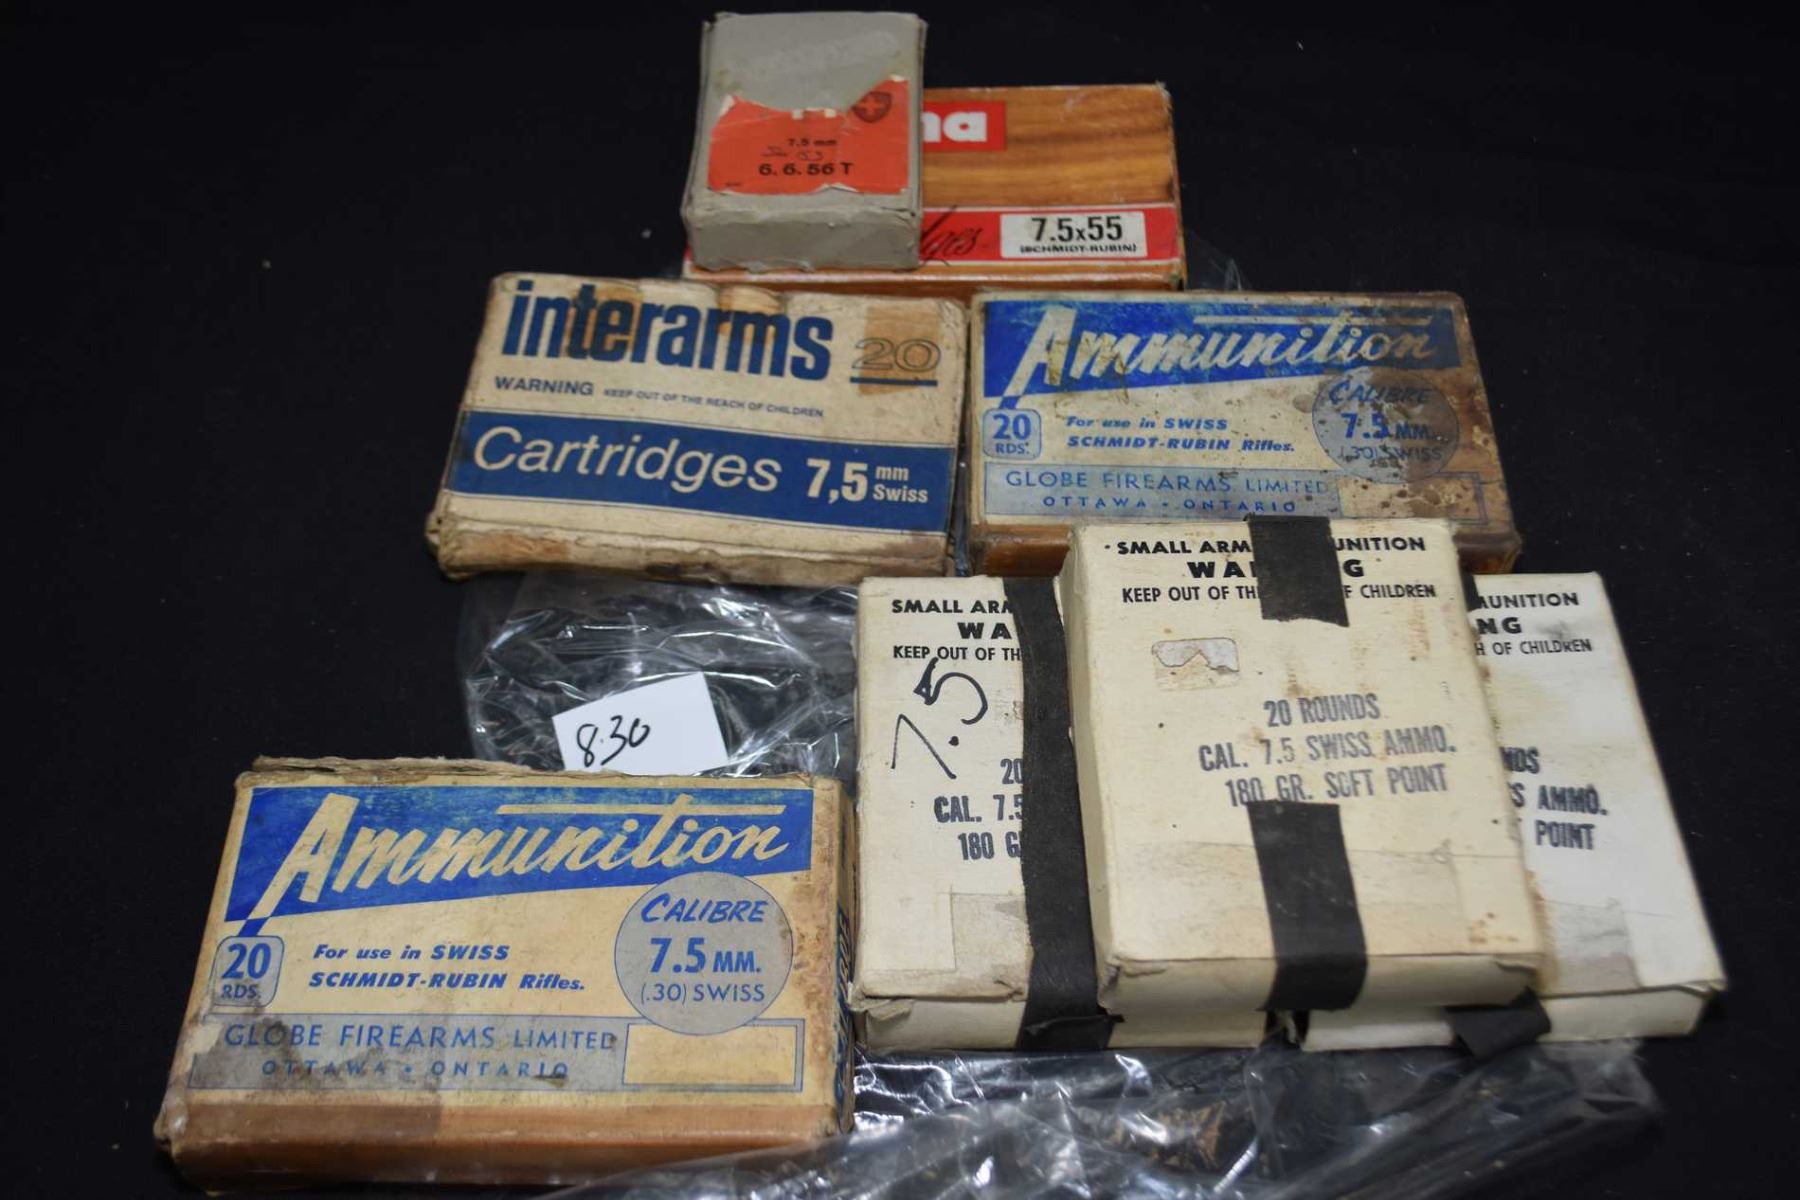 7,5 mm
6. 6. 56 T
na
7.5x55
(SCHMIDT-RUBIN)
interarms 20
WARNING KEEP OUT OF THE REACH OF CHILDREN
Cartridges 7,5 mm Swiss
Ammunition
CALIBRE
7.5 MM.
(.30) SWISS
20 RDS.
For use in SWISS
SCHMIDT-RUBIN Rifles.
GLOBE FIREARMS LIMITED
OTTAWA • ONTARIO
SMALL ARM
WA
KEEP OUT OF TH
7.5
20
CAL. 7.5
180 G
SMALL ARM UNITION
WA G
KEEP OUT OF TH F CHILDREN
20 ROUNDS
CAL. 7.5 SWISS AMMO.
180 GR. SOFT POINT
MUNITION
NG
H OF CHILDREN
NDS
S AMMO.
POINT
8.30
Ammunition
CALIBRE
7.5 MM.
(.30) SWISS
20 RDS.
For use in SWISS
SCHMIDT-RUBIN Rifles.
GLOBE FIREARMS LIMITED
OTTAWA • ONTARIO